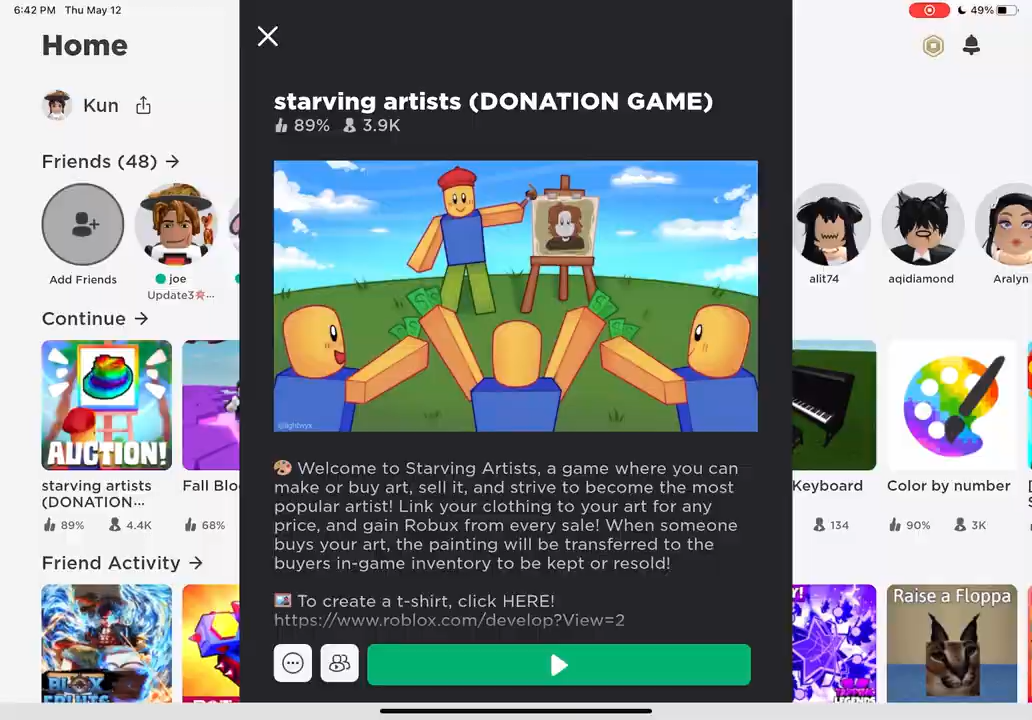 6:42 PM Thu May 12
49%
Home
Kun
Friends (48) →
Add Friends
joe
Update3
alit74
aqidiamond
Aralyn
Continue →
AUCTION!
starving artists
(DONATION...
89% 4.4K
Fall Blo
68%
Keyboard
134
Color by number
90% 3K
Friend Activity →
BLOX
FRUITS
Raise a Floppa
starving artists (DONATION GAME)
89% 3.9K
@lightwyx
🎨 Welcome to Starving Artists, a game where you can
make or buy art, sell it, and strive to become the most
popular artist! Link your clothing to your art for any
price, and gain Robux from every sale! When someone
buys your art, the painting will be transferred to the
buyers in-game inventory to be kept or resold!
🖼️ To create a t-shirt, click HERE!
https://www.roblox.com/develop?View=2